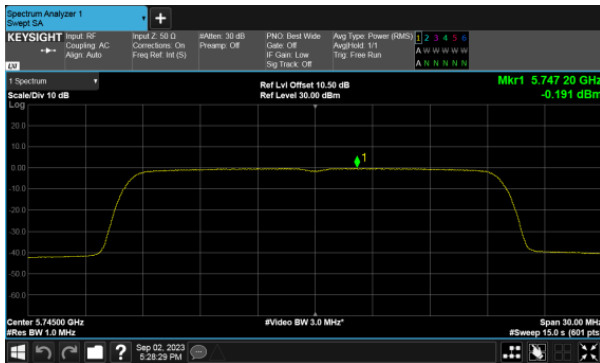 Spectrum Analyzer 1
Swept SA
KEYSIGHT
Input: RF
Coupling: AC
Align: Auto
Input Z: 50 Ω
Corrections: On
Freq Ref: Int (S)
#Atten: 30 dB
Preamp: Off
PNO: Best Wide
Gate: Off
IF Gain: Low
Sig Track: Off
Avg Type: Power (RMS)
Avg|Hold: 1/1
Trig: Free Run
1 2 3 4 5 6
A W W W W W
A N N N N N
LXI
1 Spectrum
Scale/Div 10 dB
Ref Lvl Offset 10.50 dB
Ref Level 30.00 dBm
Mkr1 5.747 20 GHz
-0.191 dBm
Log
20.0
10.0
0.00
-10.0
-20.0
-30.0
-40.0
-50.0
-60.0
1
Center 5.74500 GHz
#Res BW 1.0 MHz
#Video BW 3.0 MHz*
Span 30.00 MHz
#Sweep 15.0 s (601 pts)
Sep 02, 2023
5:28:29 PM